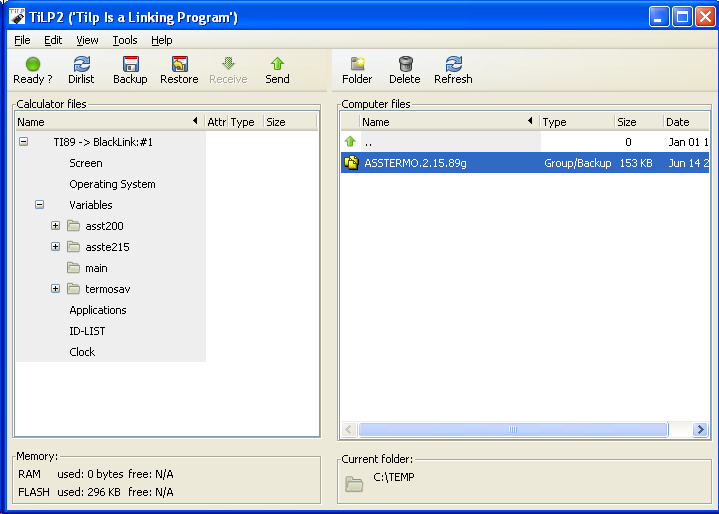 TiLP2 ('Tilp Is a Linking Program')
File Edit View Tools Help
Ready ? Dirlist Backup Restore Receive Send Folder Delete Refresh
Calculator files
Name Attr Type Size
TI89 -> BlackLink:#1
Screen
Operating System
Variables
asst200
asste215
main
termosav
Applications
ID-LIST
Clock
Computer files
Name Type Size Date
.. 0 Jan 01 1
ASSTERMO.2.15.89g Group/Backup 153 KB Jun 14 2
Memory:
RAM used: 0 bytes free: N/A
FLASH used: 296 KB free: N/A
Current folder:
C:\TEMP